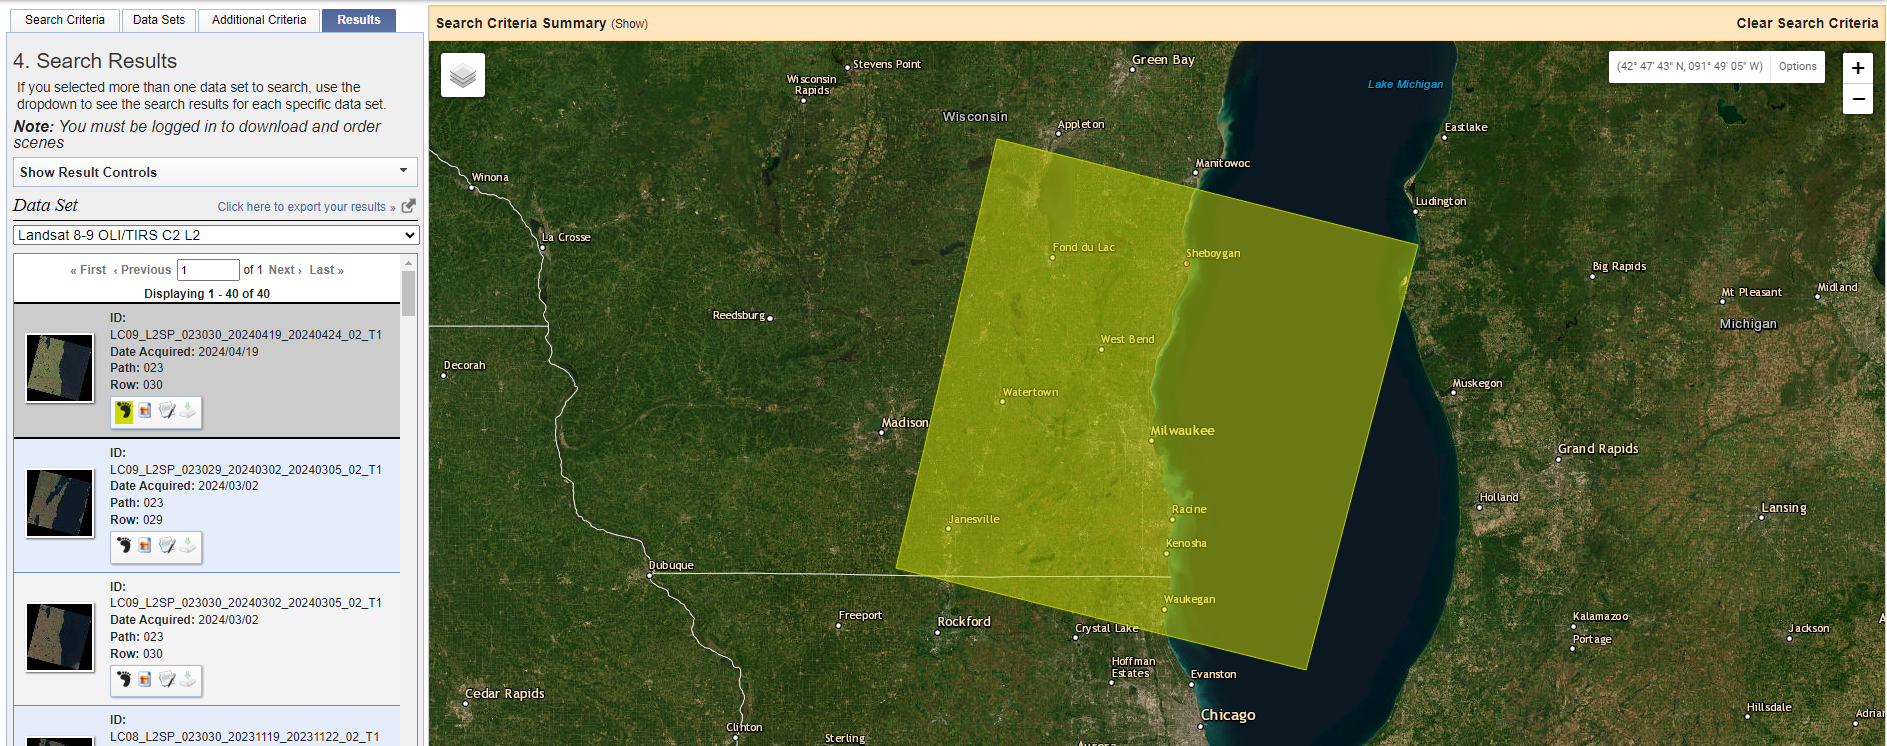 Search Criteria
Data Sets
Additional Criteria
Results
4. Search Results
If you selected more than one data set to search, use the
dropdown to see the search results for each specific data set.
Note: You must be logged in to download and order
scenes
Show Result Controls
Data Set
Click here to export your results »
Landsat 8-9 OLI/TIRS C2 L2
« First ‹ Previous 1 of 1 Next › Last »
Displaying 1 - 40 of 40
ID:
LC09_L2SP_023030_20240419_20240424_02_T1
Date Acquired: 2024/04/19
Path: 023
Row: 030
ID:
LC09_L2SP_023029_20240302_20240305_02_T1
Date Acquired: 2024/03/02
Path: 023
Row: 029
ID:
LC09_L2SP_023030_20240302_20240305_02_T1
Date Acquired: 2024/03/02
Path: 023
Row: 030
ID:
LC08_L2SP_023030_20231119_20231122_02_T1
Search Criteria Summary (Show)
Clear Search Criteria
(42° 47' 43" N, 091° 49' 05" W)
Options
+
−
Stevens Point
Green Bay
Wisconsin
Rapids
Lake Michigan
Wisconsin
Appleton
Eastlake
Manitowoc
Winona
Ludington
La Crosse
Fond du Lac
Sheboygan
Big Rapids
Midland
Mt Pleasant
Reedsburg
Michigan
West Bend
Decorah
Muskegon
Watertown
Madison
Milwaukee
Grand Rapids
Holland
Lansing
Racine
Janesville
Kenosha
Dubuque
Waukegan
Freeport
Rockford
Crystal Lake
Kalamazoo
Portage
Jackson
Hoffman
Estates
Evanston
Cedar Rapids
Chicago
Hillsdale
Adrian
Clinton
Sterling
Aurora